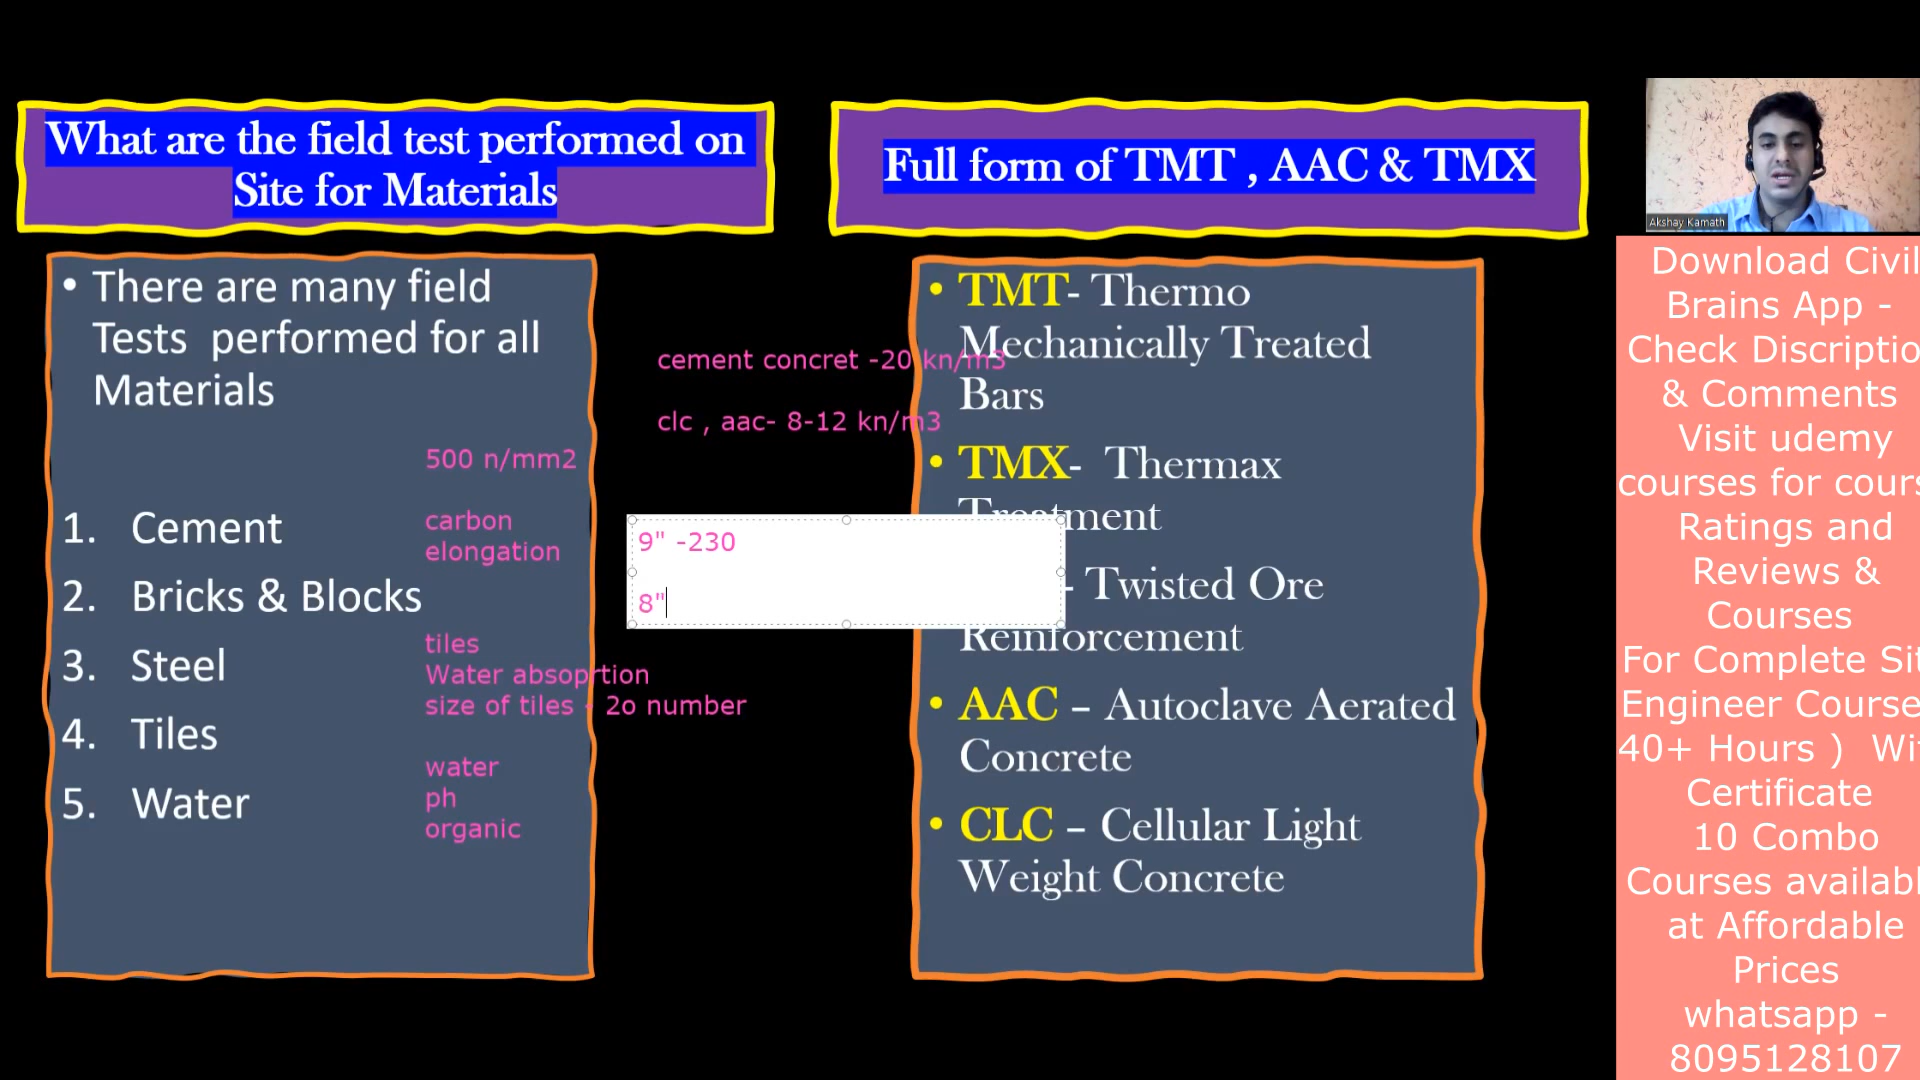 What are the field test performed on
Site for Materials
Full form of TMT , AAC & TMX
Akshay Kamath
• There are many field
Tests performed for all
Materials
1. Cement
2. Bricks & Blocks
3. Steel
4. Tiles
5. Water
500 n/mm2
carbon
elongation
tiles
Water absoprtion
size of tiles - 2o number
water
ph
organic
cement concret -20 kn/m3
clc , aac- 8-12 kn/m3
9" -230
8"
• TMT- Thermo
Mechanically Treated
Bars
• TMX- Thermax
Treatment
- Twisted Ore
Reinforcement
• AAC – Autoclave Aerated
Concrete
• CLC – Cellular Light
Weight Concrete
Download Civil
Brains App -
Check Discriptio
& Comments
Visit udemy
courses for cours
Ratings and
Reviews &
Courses
For Complete Sit
Engineer Course
40+ Hours ) Wit
Certificate
10 Combo
Courses availabl
at Affordable
Prices
whatsapp -
8095128107